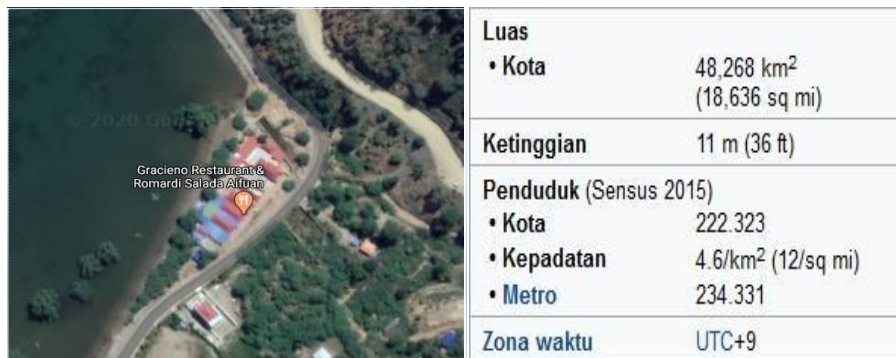 © 2020 Goo
Gracieno Restaurant &
Romardi Salada Aifuan
Luas
• Kota 48,268 km2
(18,636 sq mi)
Ketinggian 11 m (36 ft)
Penduduk (Sensus 2015)
• Kota 222.323
• Kepadatan 4.6/km2 (12/sq mi)
• Metro 234.331
Zona waktu UTC+9